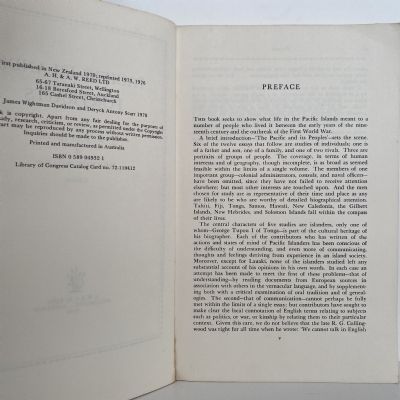 First published in New Zealand 1970; reprinted 1973, 1976
A. H. & A. W. REED LTD
65-67 Taranaki Street, Wellington
16-18 Beresford Street, Auckland
165 Cashel Street, Christchurch
James Wightman Davidson and Deryck Antony Scarr 1970
is copyright. Apart from any fair dealing for the purposes of
study, research, criticism, or review, as permitted under the Copyright
part may be reproduced by any process without written permission.
Inquiries should be made to the publisher.
Printed and manufactured in Australia
ISBN 0 589 04932 1
Library of Congress Catalog Card no. 72-119612
PREFACE
THIS book seeks to show what life in the Pacific Islands meant to a
number of people who lived it between the early years of the nine-
teenth century and the outbreak of the First World War.
A brief introduction—The Pacific and its Peoples—sets the scene.
Six of the twelve essays that follow are studies of individuals; one is
of a father and son, one a family, and one of two rivals. Three are
portraits of groups of people. The coverage, in terms of human
interest and of geography, though incomplete, is as broad as seemed
feasible within the limits of a single volume. The members of one
important group—colonial administrators, consuls, and naval officers—
have been omitted, since they have not failed to receive attention
elsewhere; but most other interests are touched upon. And the men
chosen for study are as representative of their time and place as any
are likely to be who are worthy of detailed biographical attention.
Tahiti, Fiji, Tonga, Samoa, Hawaii, New Caledonia, the Gilbert
Islands, New Hebrides, and Solomon Islands fall within the compass
of their lives.
The central characters of five studies are islanders, only one of
whom—George Tupou I of Tonga—is part of the cultural heritage of
his biographer. Each of the contributors who has written of the
actions and states of mind of Pacific Islanders has been conscious of
the difficulty of understanding, and even more of communicating,
thoughts and feelings deriving from experience in an island society.
Moreover, except for Lauaki, none of the islanders studied left any
substantial account of his opinions in his own words. In each case an
attempt has been made to meet the first of these problems—that of
understanding—by reading documents from European sources in
association with others in the vernacular language, and by supplement-
ing both with a critical examination of oral tradition and of genealo-
gies. The second—that of communication—cannot perhaps be fully
met within the limits of a single essay; but contributors have sought to
make clear the local connotation of English terms relating to subjects
such as politics, or war, or kinship by relating them to their particular
context. Given this care, we do not believe that the late R. G. Colling-
wood was right for all time when he wrote: 'We cannot talk in English
v